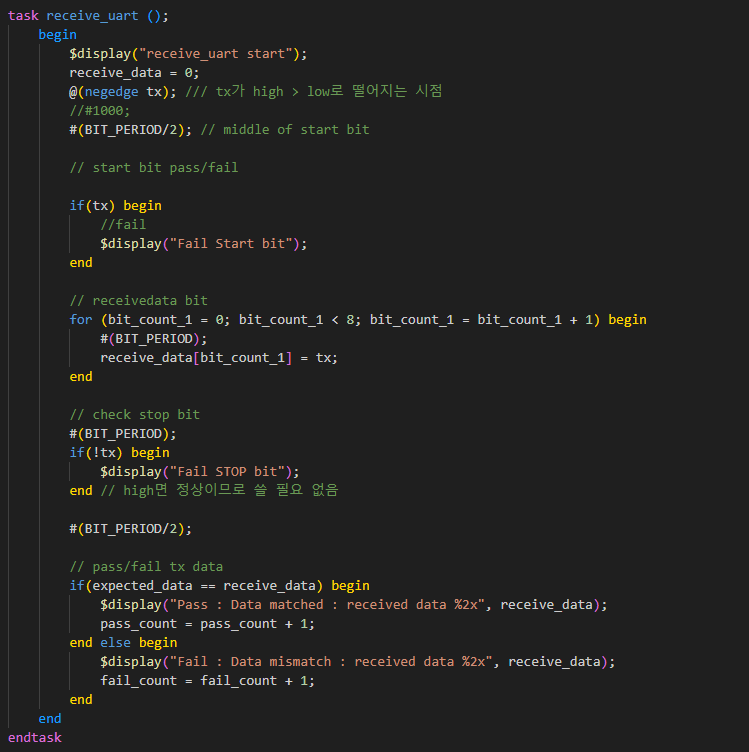 task receive_uart ();
begin
$display("receive_uart start");
receive_data = 0;
@(negedge tx); /// tx가 high > low로 떨어지는 시점
//#1000;
#(BIT_PERIOD/2); // middle of start bit
// start bit pass/fail
if(tx) begin
//fail
$display("Fail Start bit");
end
// receivedata bit
for (bit_count_1 = 0; bit_count_1 < 8; bit_count_1 = bit_count_1 + 1) begin
#(BIT_PERIOD);
receive_data[bit_count_1] = tx;
end
// check stop bit
#(BIT_PERIOD);
if(!tx) begin
$display("Fail STOP bit");
end // high면 정상이므로 쓸 필요 없음
#(BIT_PERIOD/2);
// pass/fail tx data
if(expected_data == receive_data) begin
$display("Pass : Data matched : received data %2x", receive_data);
pass_count = pass_count + 1;
end else begin
$display("Fail : Data mismatch : received data %2x", receive_data);
fail_count = fail_count + 1;
end
end
endtask